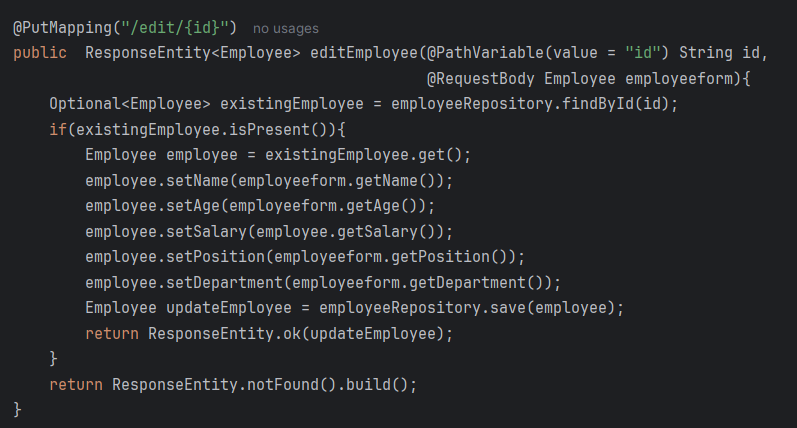 @PutMapping("/edit/{id}") no usages
public  ResponseEntity<Employee> editEmployee(@PathVariable(value = "id") String id,
                                              @RequestBody Employee employeeform){
    Optional<Employee> existingEmployee = employeeRepository.findById(id);
    if(existingEmployee.isPresent()){
        Employee employee = existingEmployee.get();
        employee.setName(employeeform.getName());
        employee.setAge(employeeform.getAge());
        employee.setSalary(employee.getSalary());
        employee.setPosition(employeeform.getPosition());
        employee.setDepartment(employeeform.getDepartment());
        Employee updateEmployee = employeeRepository.save(employee);
        return ResponseEntity.ok(updateEmployee);
    }
    return ResponseEntity.notFound().build();
}